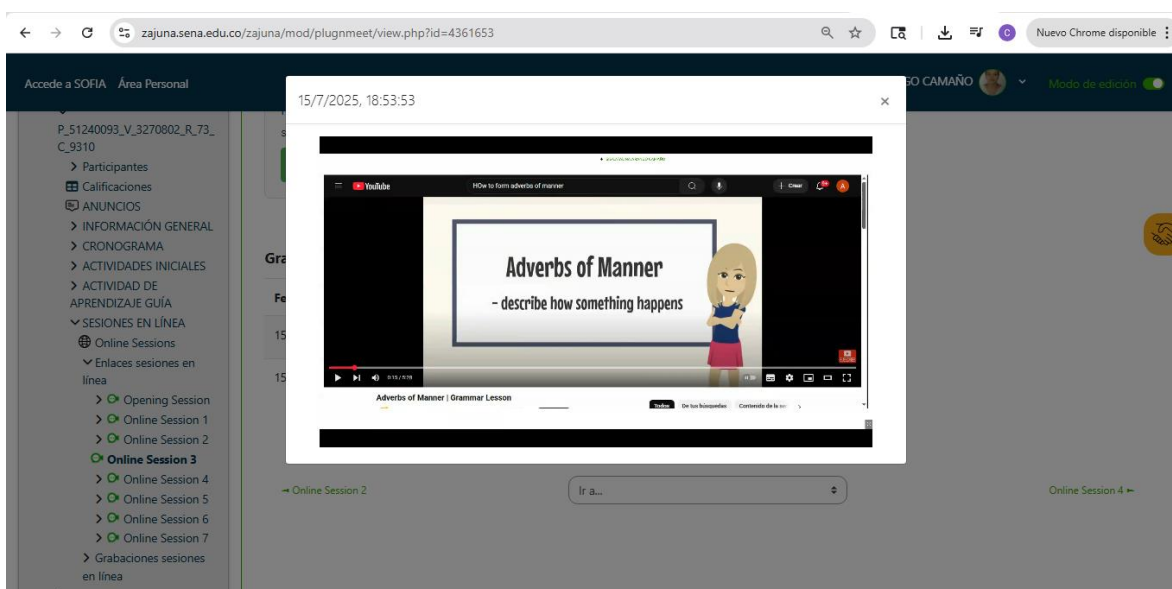 zajuna.sena.edu.co/zajuna/mod/plugnmeet/view.php?id=4361653
C
Nuevo Chrome disponible
Accede a SOFIA Área Personal
GO CAMAÑO
Modo de edición
15/7/2025, 18:53:53
×
P_51240093_V_3270802_R_73_
C_9310
Participantes
Calificaciones
ANUNCIOS
INFORMACIÓN GENERAL
CRONOGRAMA
ACTIVIDADES INICIALES
ACTIVIDAD DE
APRENDIZAJE GUÍA
SESIONES EN LÍNEA
Online Sessions
Enlaces sesiones en
línea
Opening Session
Online Session 1
Online Session 2
Online Session 3
Online Session 4
Online Session 5
Online Session 6
Online Session 7
Grabaciones sesiones
en línea
s
Gra
Fe
15
15
YouTube
HOw to form adverbs of manner
Crear
A
Adverbs of Manner
- describe how something happens
Adverbs of Manner | Grammar Lesson
Todos
De tus búsquedas
Contenido de la
Online Session 2
Ir a...
Online Session 4